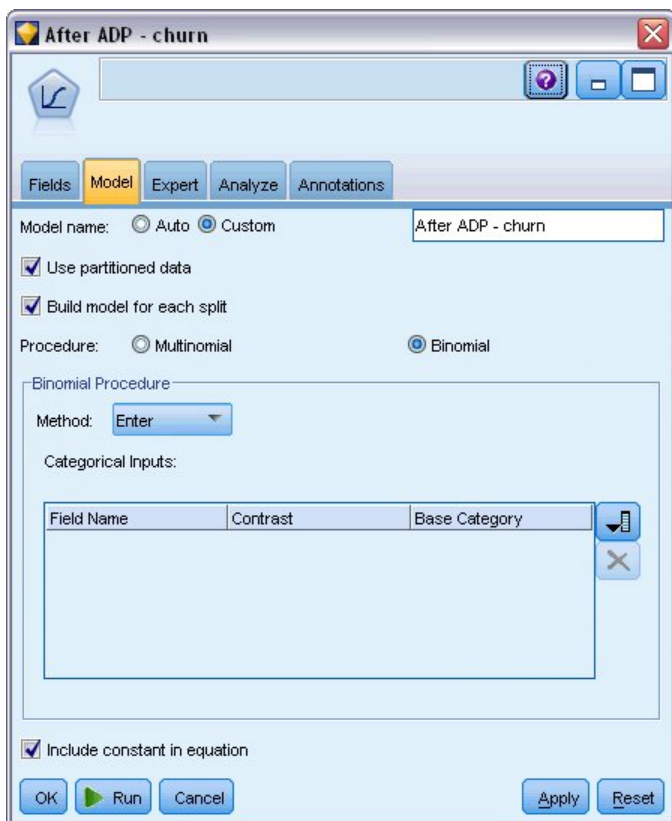 After ADP - churn
Fields Model Expert Analyze Annotations
Model name: Auto Custom After ADP - churn
Use partitioned data
Build model for each split
Procedure: Multinomial Binomial
Binomial Procedure
Method: Enter
Categorical Inputs:
Field Name Contrast Base Category
Include constant in equation
OK Run Cancel Apply Reset